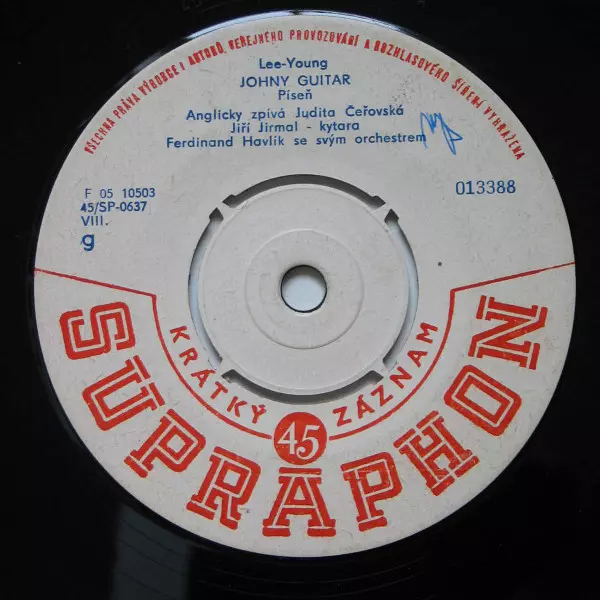 VŠECHNA PRÁVA VÝROBCE I AUTORŮ, VEŘEJNÉHO PROVOZOVÁNÍ A ROZHLASOVÉHO ŠÍŘENÍ VYHRAŽENA
Lee-Young
JOHNY GUITAR
Píseň
Anglicky zpívá Judita Čeřovská
Jiří Jirmal - kytara
Ferdinand Havlík se svým orchestrem
F 05 10503
45/SP-0637
VIII.
g
013388
KRÁTKÝ 45 ZÁZNAM
SUPRAPHON